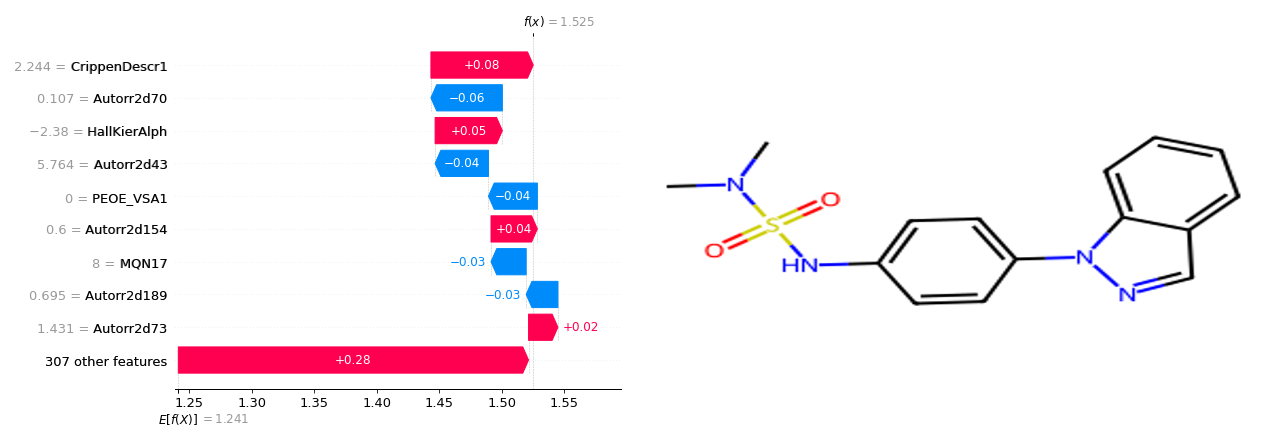 f(x) = 1.525
2.244 = CrippenDescr1 +0.08
0.107 = Autorr2d70 −0.06
−2.38 = HallKierAlph +0.05
5.764 = Autorr2d43 −0.04
0 = PEOE_VSA1 −0.04
0.6 = Autorr2d154 +0.04
8 = MQN17 −0.03
0.695 = Autorr2d189 −0.03
1.431 = Autorr2d73 +0.02
307 other features +0.28
1.25 1.30 1.35 1.40 1.45 1.50 1.55
E[f(X)] = 1.241
N
O
S
O
HN
N
N